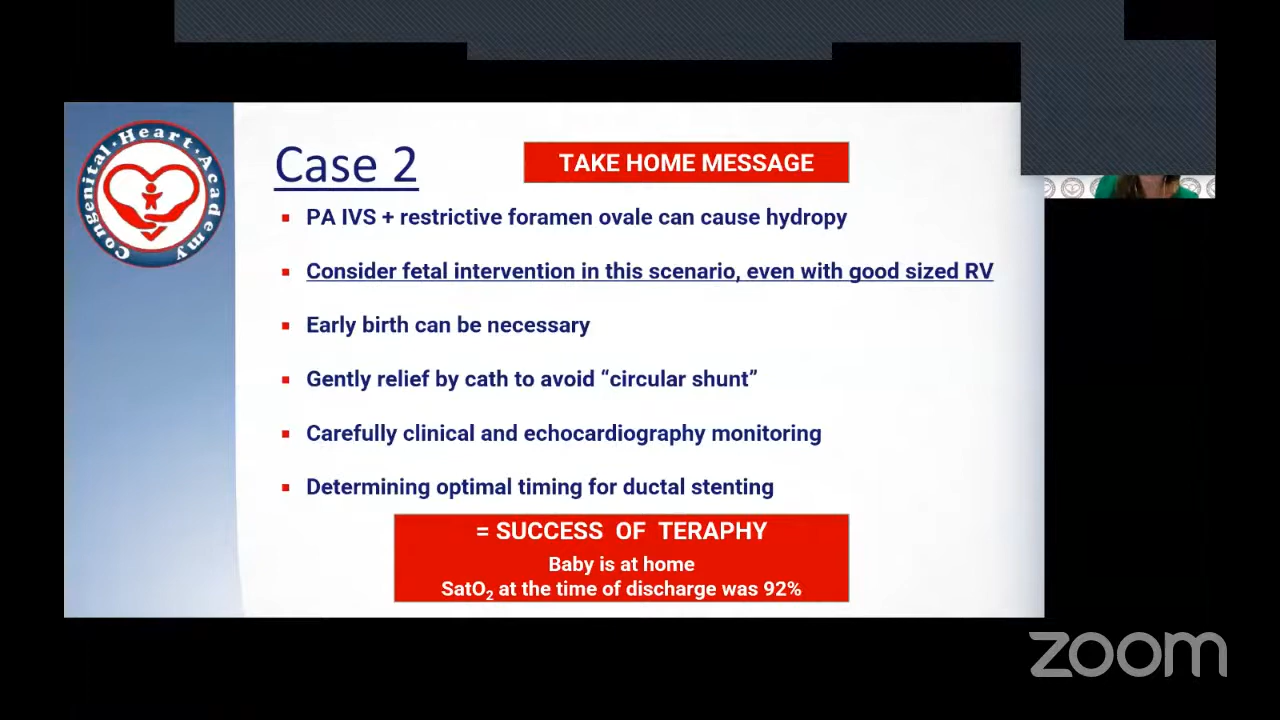 Congenital · Heart · Academy
Case 2
TAKE HOME MESSAGE
PA IVS + restrictive foramen ovale can cause hydropy
Consider fetal intervention in this scenario, even with good sized RV
Early birth can be necessary
Gently relief by cath to avoid “circular shunt”
Carefully clinical and echocardiography monitoring
Determining optimal timing for ductal stenting
= SUCCESS OF TERAPHY
Baby is at home
SatO₂ at the time of discharge was 92%
zoom